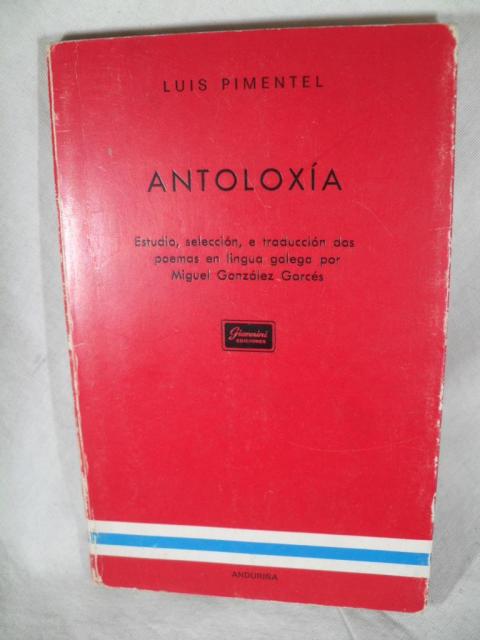 LUIS PIMENTEL
ANTOLOXÍA
Estudio, selección, e traducción das
poemas en lingua galega por
Miguel González Garcés
Giannini
EDICIONES
ANDURIÑA